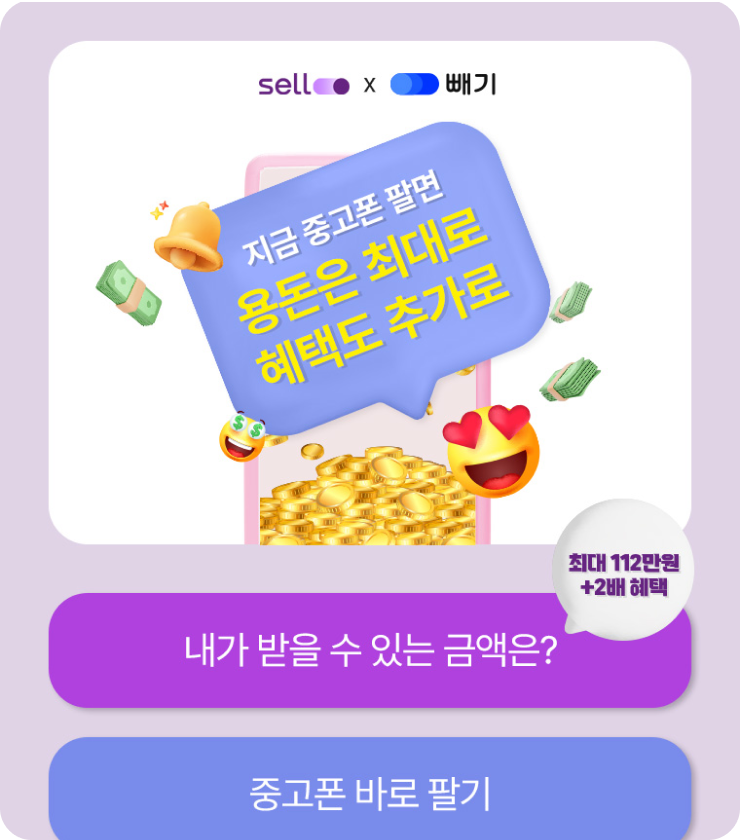 sell x 빼기
지금 중고폰 팔면
용돈은 최대로
혜택도 추가로
최대 112만원
+2배 혜택
내가 받을 수 있는 금액은?
중고폰 바로 팔기